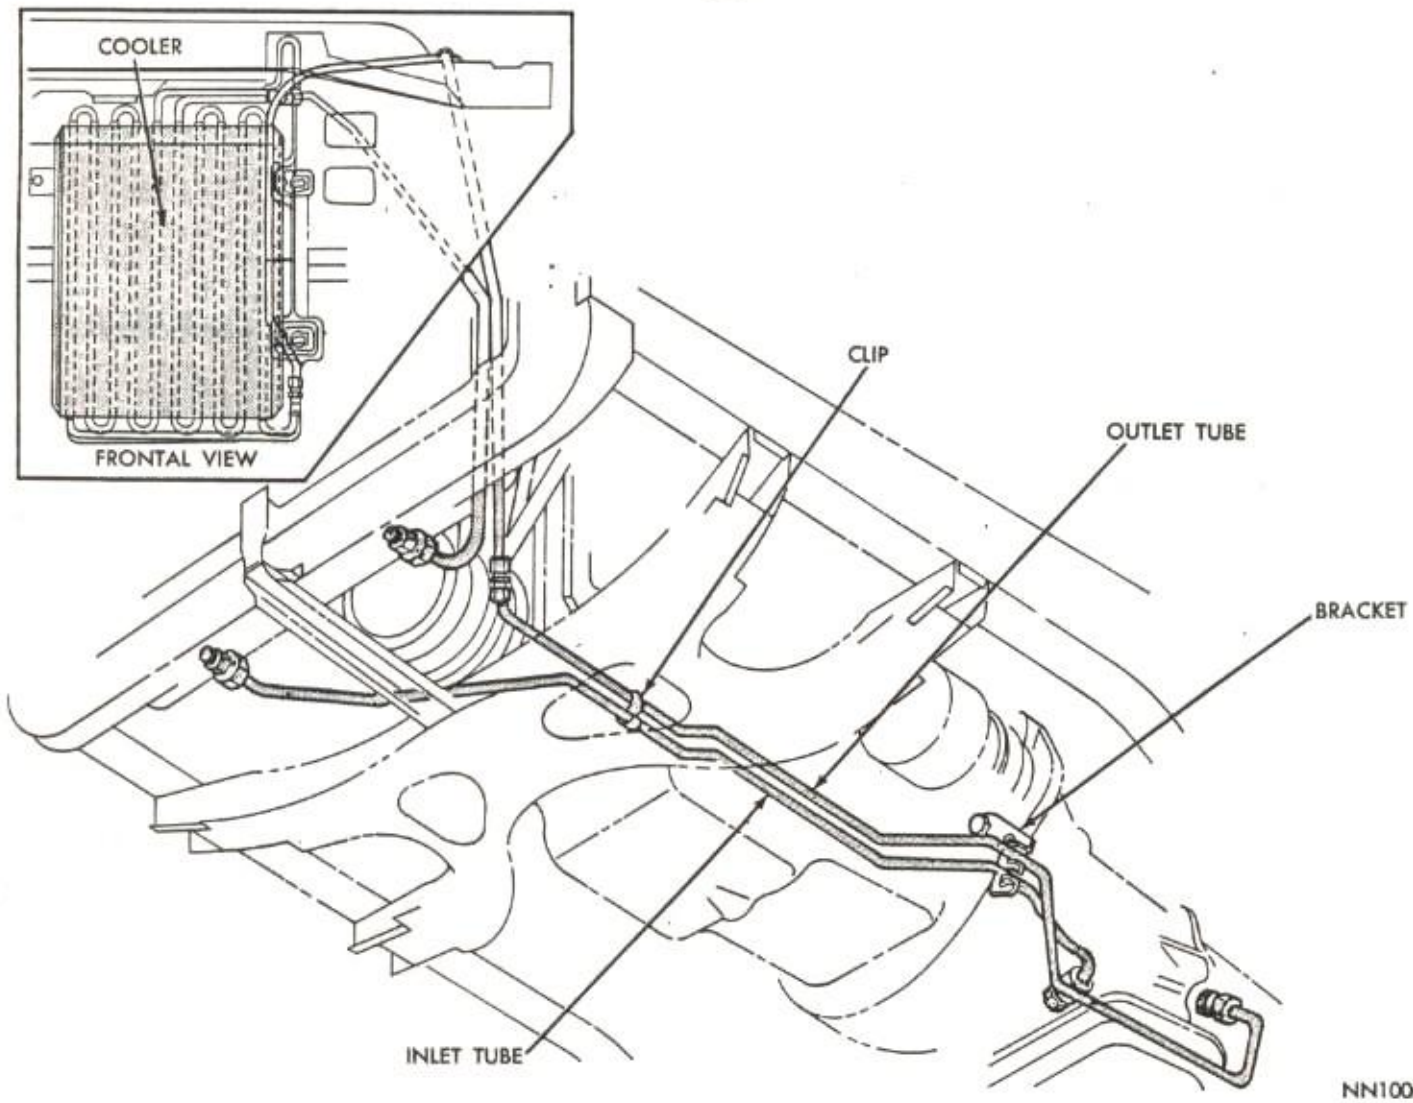 COOLER
FRONTAL VIEW
CLIP
OUTLET TUBE
BRACKET
INLET TUBE
NN100